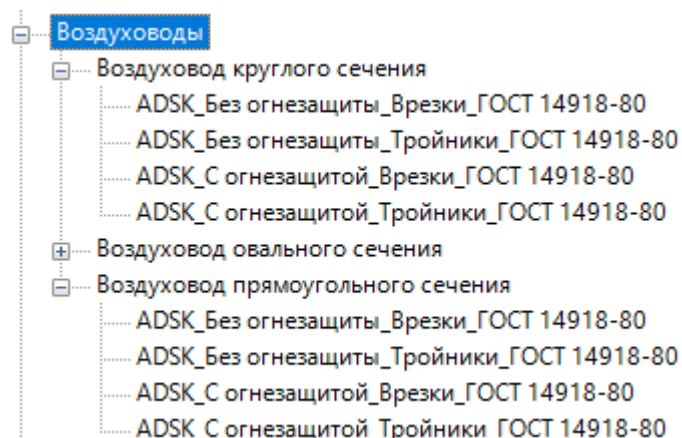 Воздуховоды
Воздуховод круглого сечения
ADSK_Без огнезащиты_Врезки_ГОСТ 14918-80
ADSK_Без огнезащиты_Тройники_ГОСТ 14918-80
ADSK_С огнезащитой_Врезки_ГОСТ 14918-80
ADSK_С огнезащитой_Тройники_ГОСТ 14918-80
Воздуховод овального сечения
Воздуховод прямоугольного сечения
ADSK_Без огнезащиты_Врезки_ГОСТ 14918-80
ADSK_Без огнезащиты_Тройники_ГОСТ 14918-80
ADSK_С огнезащитой_Врезки_ГОСТ 14918-80
ADSK_С огнезащитой_Тройники_ГОСТ 14918-80